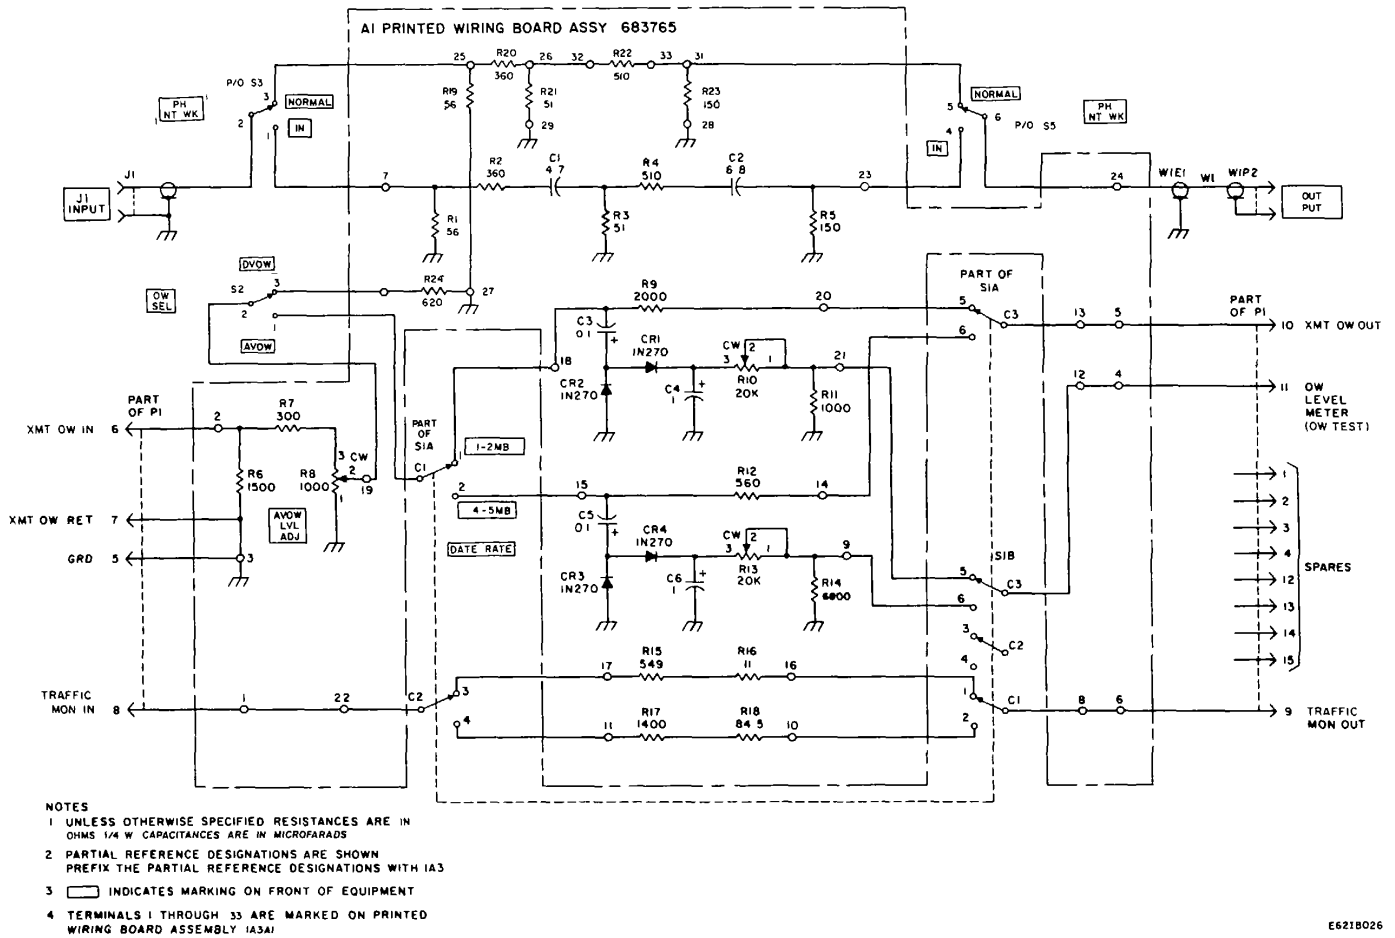 A1 PRINTED WIRING BOARD ASSY 683765
25 R20 360 26 32 R22 510 33 31
P/O S3
PH NT WK
3 NORMAL
2
1 IN
R19 56
R21 51
29
R23 150
28
NORMAL
5
6
4
IN
P/O S5
PH NT WK
J1
J1 INPUT
7
R2 360
C1 4 7
R4 510
C2 6 8
23
24
W1E1
W1
W1P2
OUT PUT
R1 56
R3 51
R5 150
DVOW
OW SEL
S2
3
2
1
AVOW
R24 620
27
R9 2000
20
PART OF S1A
5
C3
6
13
5
PART OF P1
10 XMT OW OUT
C3 0 1
+
18
CR1 1N270
CW 2
3
1
R10 20K
21
CR2 1N270
C4 1
+
R11 1000
12
4
11 OW LEVEL METER (OW TEST)
PART OF P1
XMT OW IN 6
2
R7 300
PART OF S1A
C1
1
1-2MB
2
4-5MB
DATE RATE
R6 1500
R8 1000
3 CW
2
1
19
AVOW LVL ADJ
XMT OW RET 7
GRD 5
3
15
R12 560
14
C5 0 1
+
CR4 1N270
CW 2
3
1
R13 20K
9
CR3 1N270
C6 1
+
R14 6800
S1B
5
C3
6
3
C2
4
1
2
3
4
12
13
14
15
SPARES
TRAFFIC MON IN 8
1
22
C2
3
4
17
R15 549
R16 11
16
11
R17 1400
R18 84 5
10
1
C1
2
8
6
9 TRAFFIC MON OUT
NOTES
1 UNLESS OTHERWISE SPECIFIED RESISTANCES ARE IN
OHMS 1/4 W CAPACITANCES ARE IN MICROFARADS
2 PARTIAL REFERENCE DESIGNATIONS ARE SHOWN
PREFIX THE PARTIAL REFERENCE DESIGNATIONS WITH 1A3
3 INDICATES MARKING ON FRONT OF EQUIPMENT
4 TERMINALS 1 THROUGH 33 ARE MARKED ON PRINTED
WIRING BOARD ASSEMBLY 1A3A1
E621B026